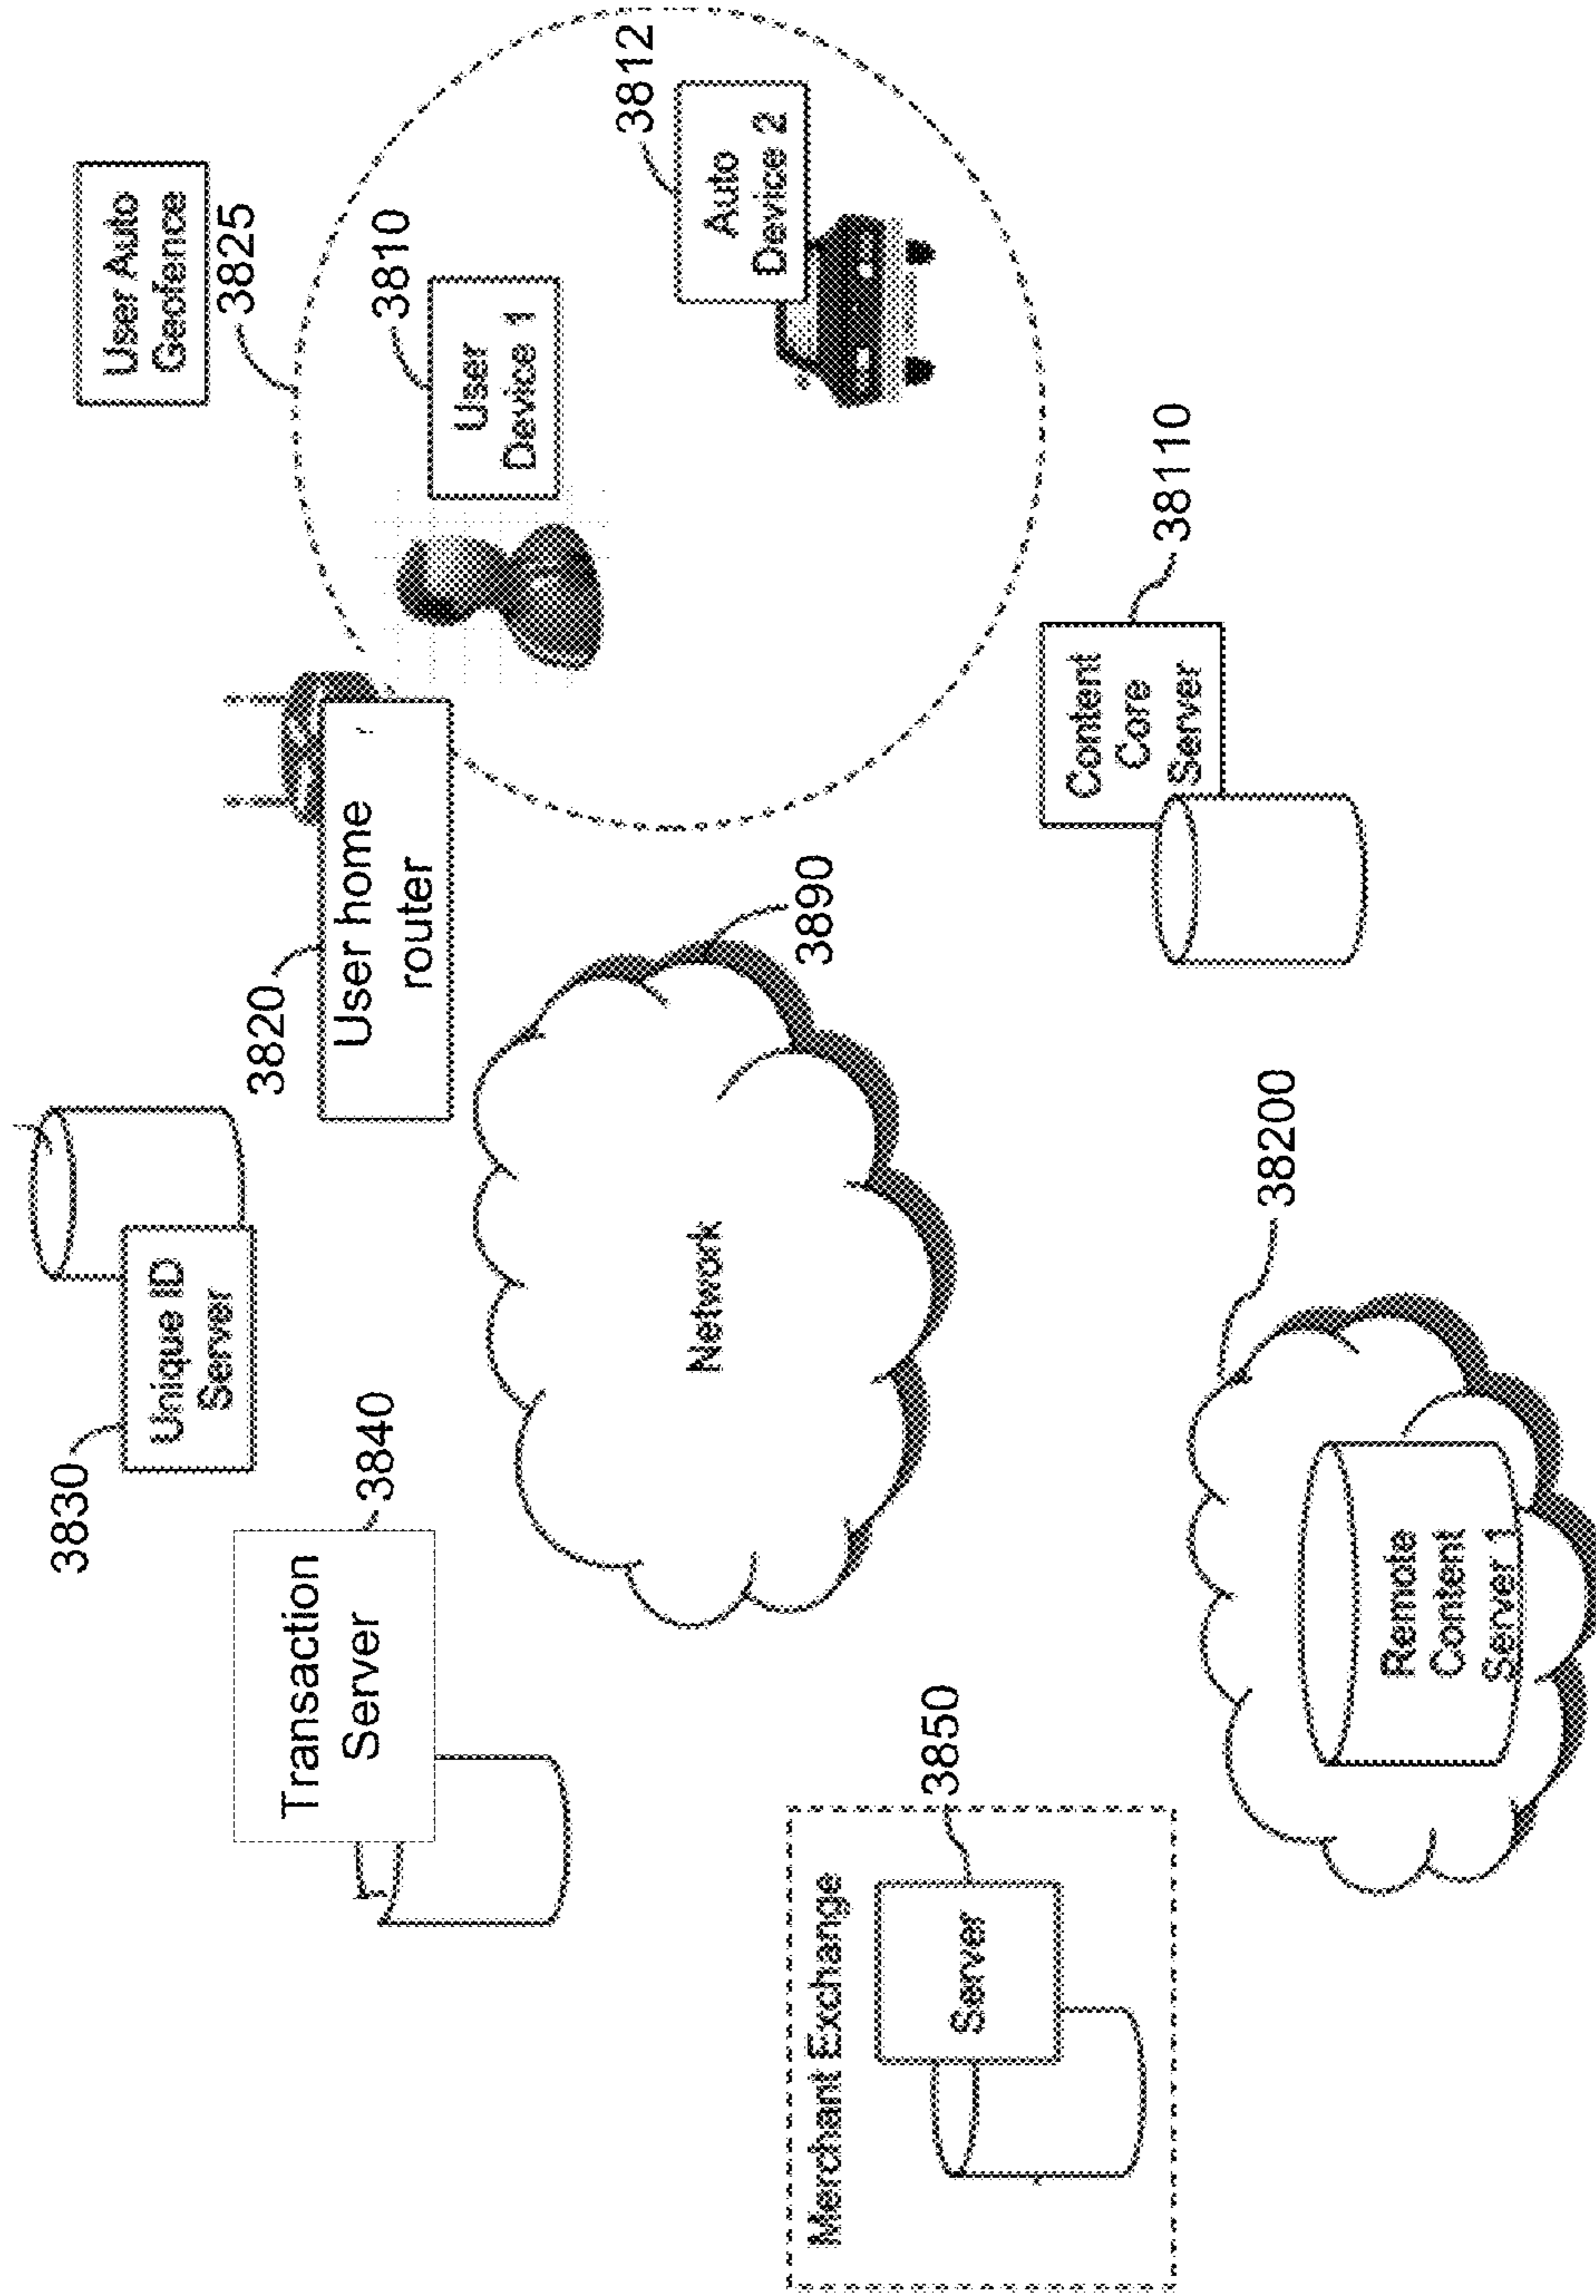 User Auto
Geofence
3825
3810
User
Device 1
3812
Auto
Device 2
3820
User home
router
3830
Unique ID
Server
3840
Transaction
Server
3890
Network
38110
Content
Core
Server
Merchant Exchange
3850
Server
38200
Remote
Content
Server 1